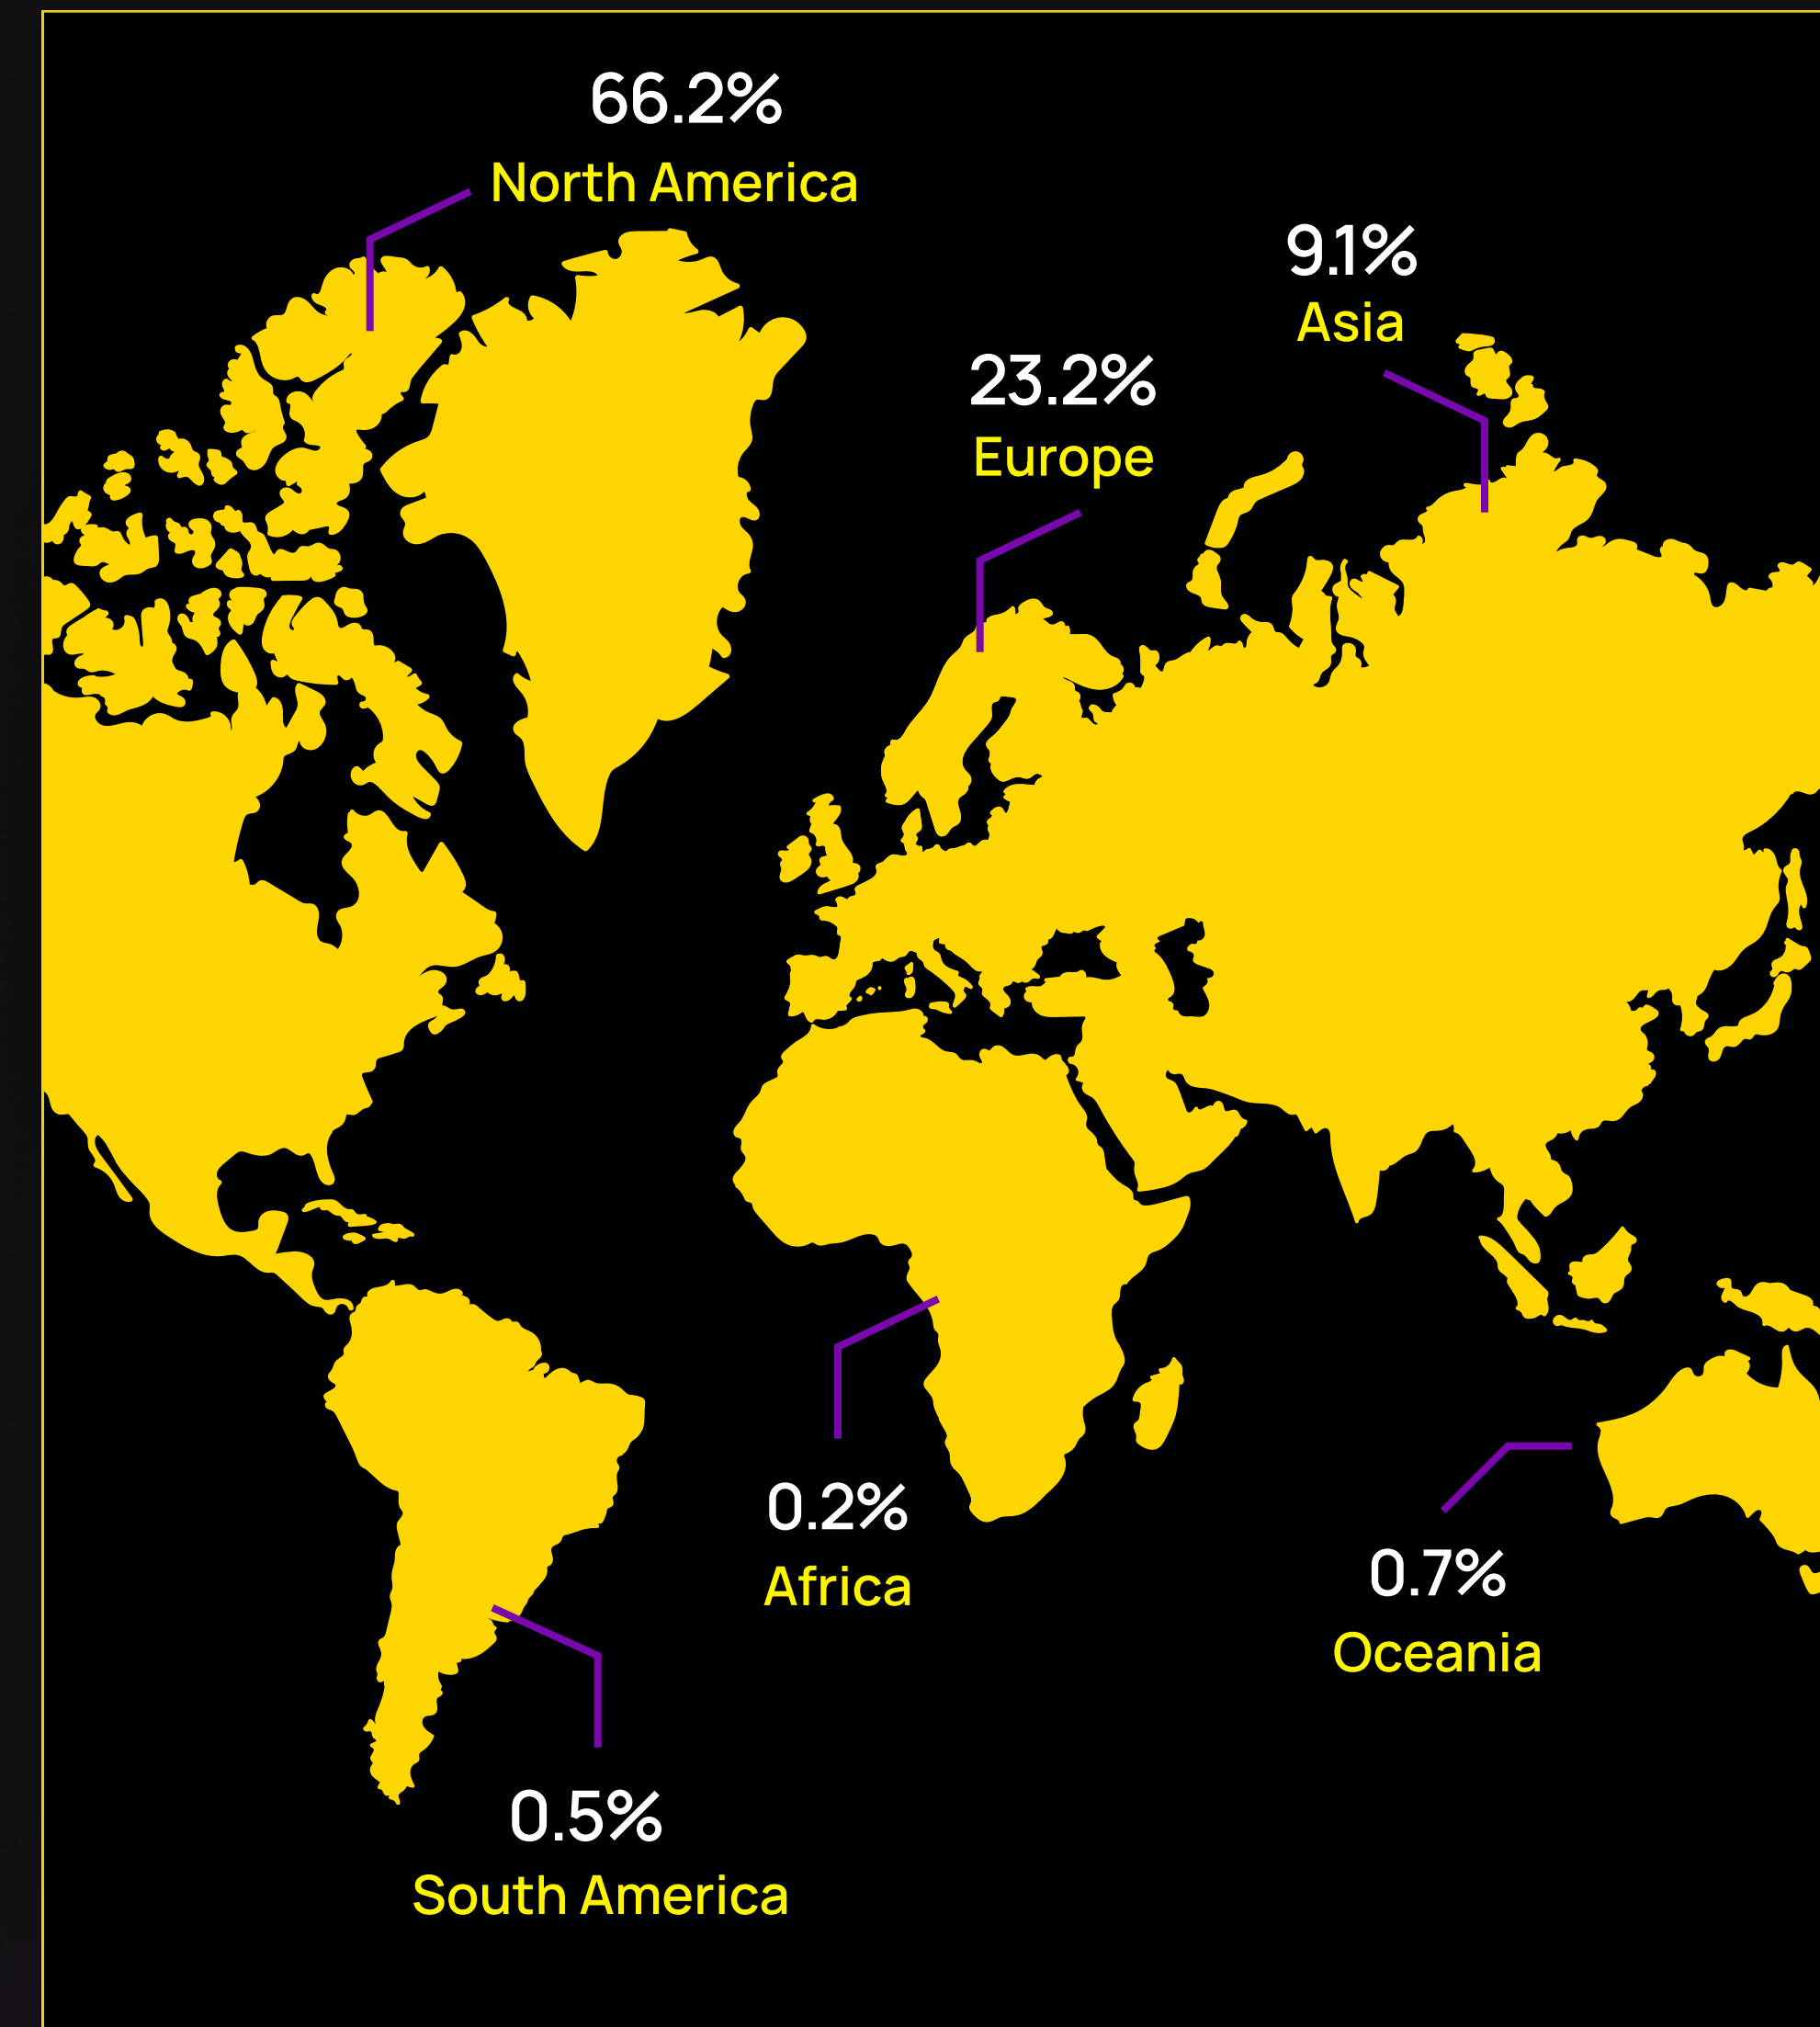 66.2%
North America
9.1%
Asia
23.2%
Europe
0.2%
Africa
0.7%
Oceania
0.5%
South America